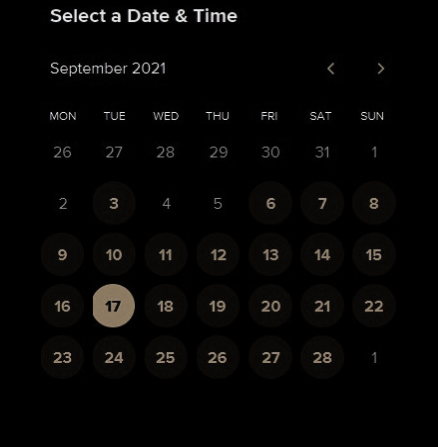 Select a Date & Time
September 2021
MON TUE WED THU FRI SAT SUN
26 27 28 29 30 31 1
2 3 4 5 6 7 8
9 10 11 12 13 14 15
16 17 18 19 20 21 22
23 24 25 26 27 28 1